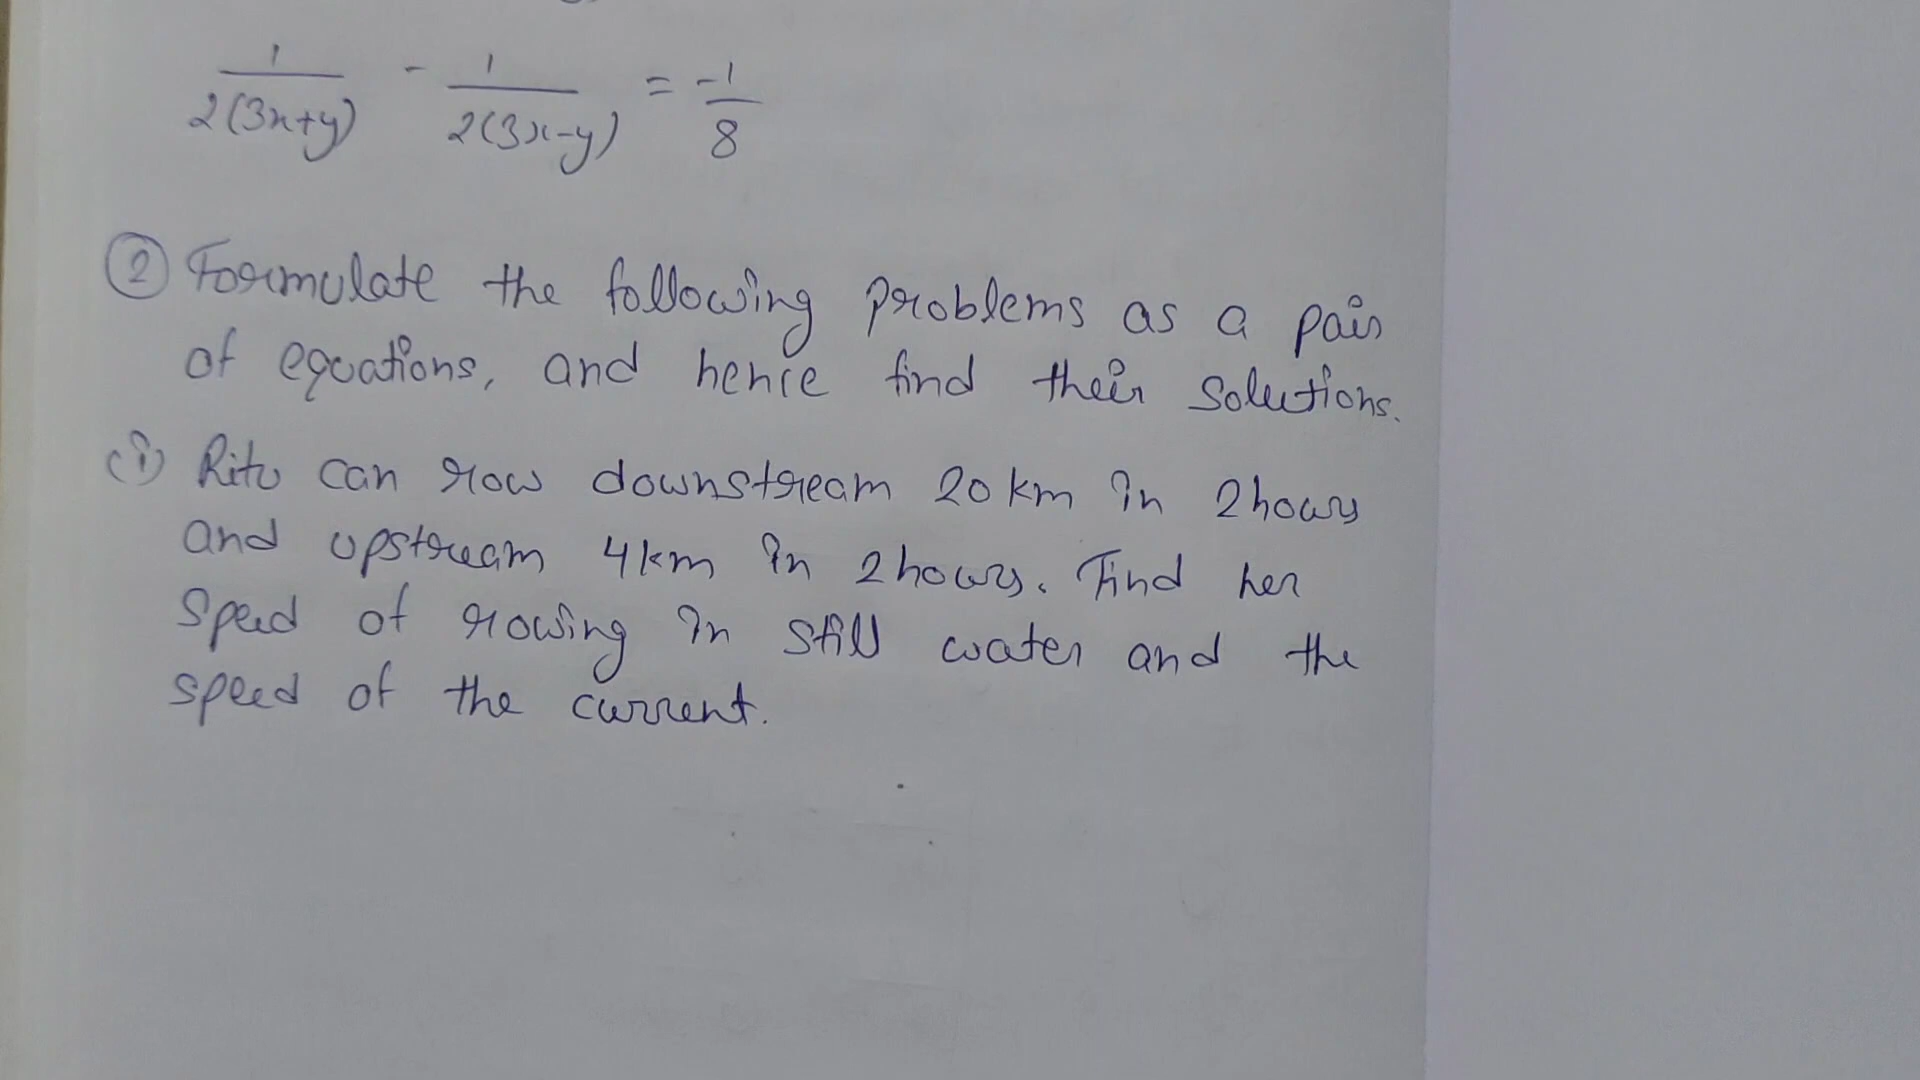 1/2(3x+y) - 1/2(3x-y) = -1/8
② Formulate the following problems as a pair
of equations, and hence find their solutions.
(i) Ritu can row downstream 20 km in 2 hours
and upstream 4 km in 2 hours. Find her
speed of rowing in still water and the
speed of the current.